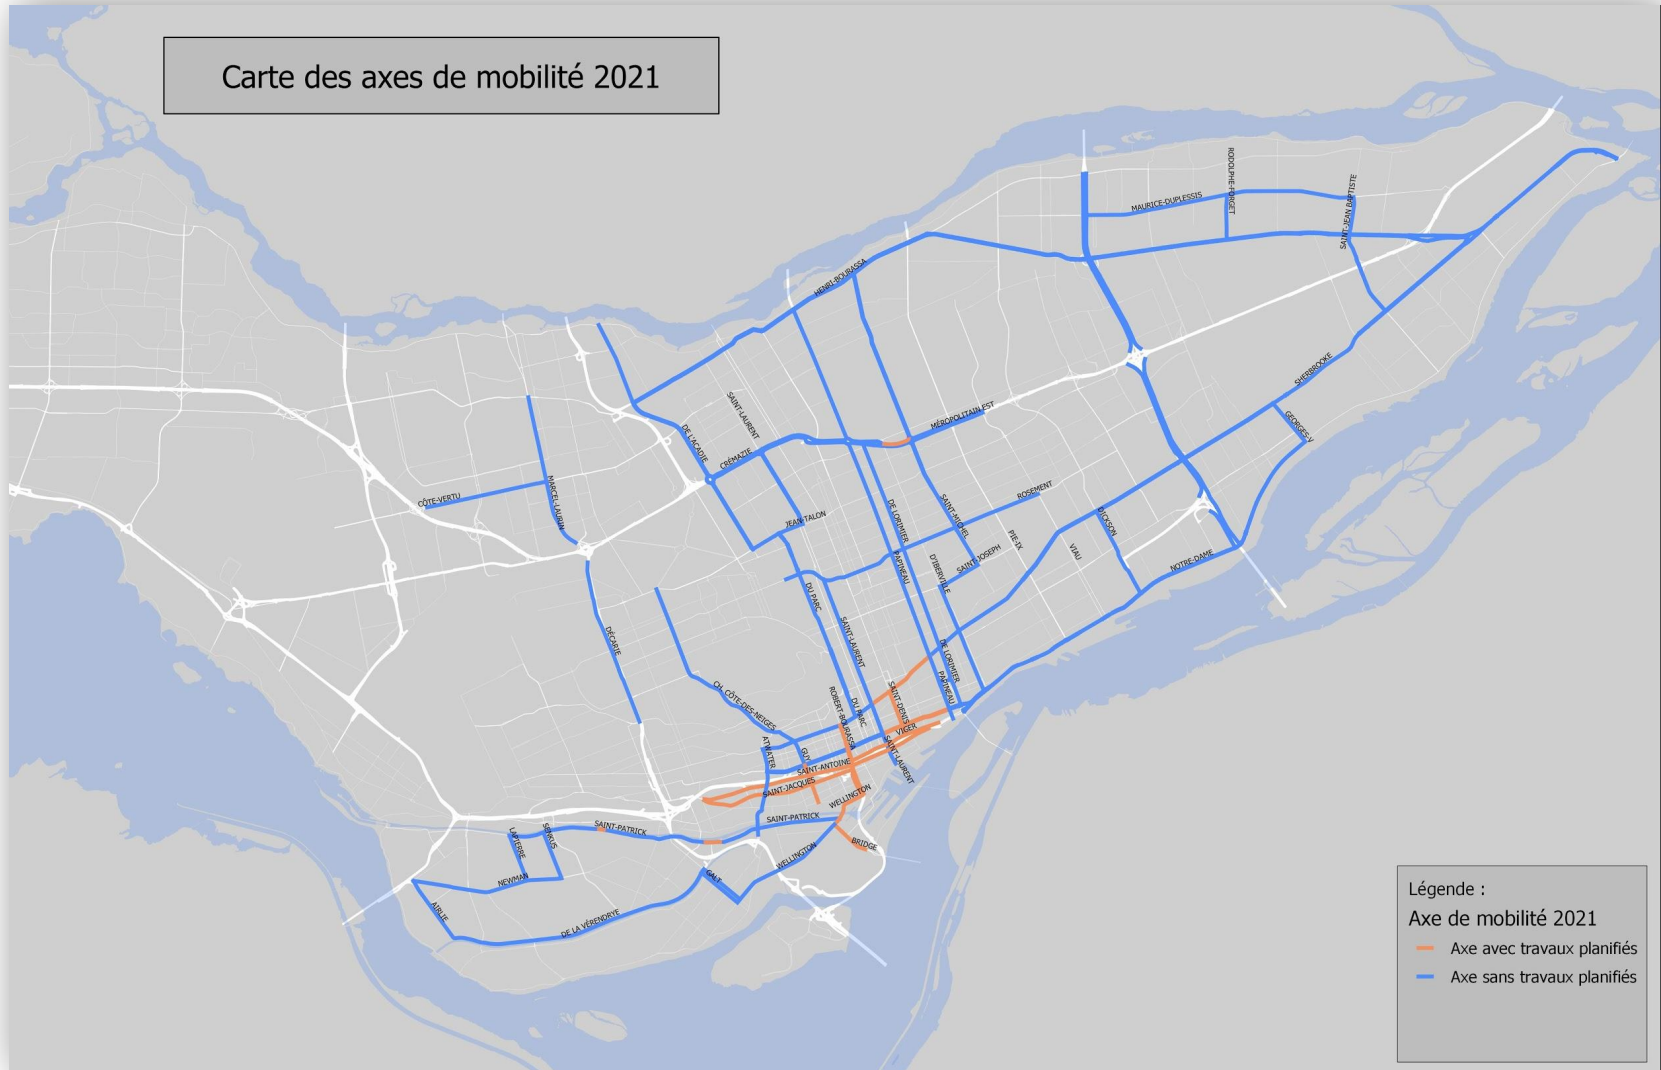 Carte des axes de mobilité 2021
RODOLPHE-FORGET
MAURICE-DUPLESSIS
SAINT-JEAN BAPTISTE
HENRI-BOURASSA
SHERBROOKE
SAINT-LAURENT
MÉROPOLITAIN EST
GEORGES-V
DE L'ACADIE
CRÉMAZIE
CÔTE-VERTU
MARCEL-LAURIN
ROSEMENT
JEAN-TALON
DE LORIMIER
SAINT-MICHEL
DICKSON
PIE-IX
VIAU
SAINT-JOSEPH
NOTRE-DAME
PAPINEAU
D'IBERVILLE
DU PARC
DÉCARIE
SAINT-LAURENT
DE LORIMIER
PAPINEAU
CH. CÔTE-DES-NEIGES
ROBERT-BOURASSA
DU PARC
SAINT-DENIS
VIGER
ATWATER
GUY
SAINT-LAURENT
SAINT-ANTOINE
SAINT-JACQUES
WELLINGTON
SAINT-PATRICK
SAINT-PATRICK
LAPIERRE
SENKUS
BRIDGE
WELLINGTON
NEWMAN
GALT
AIRLIE
DE LA VÉRENDRYE
Légende :
Axe de mobilité 2021
Axe avec travaux planifiés
Axe sans travaux planifiés